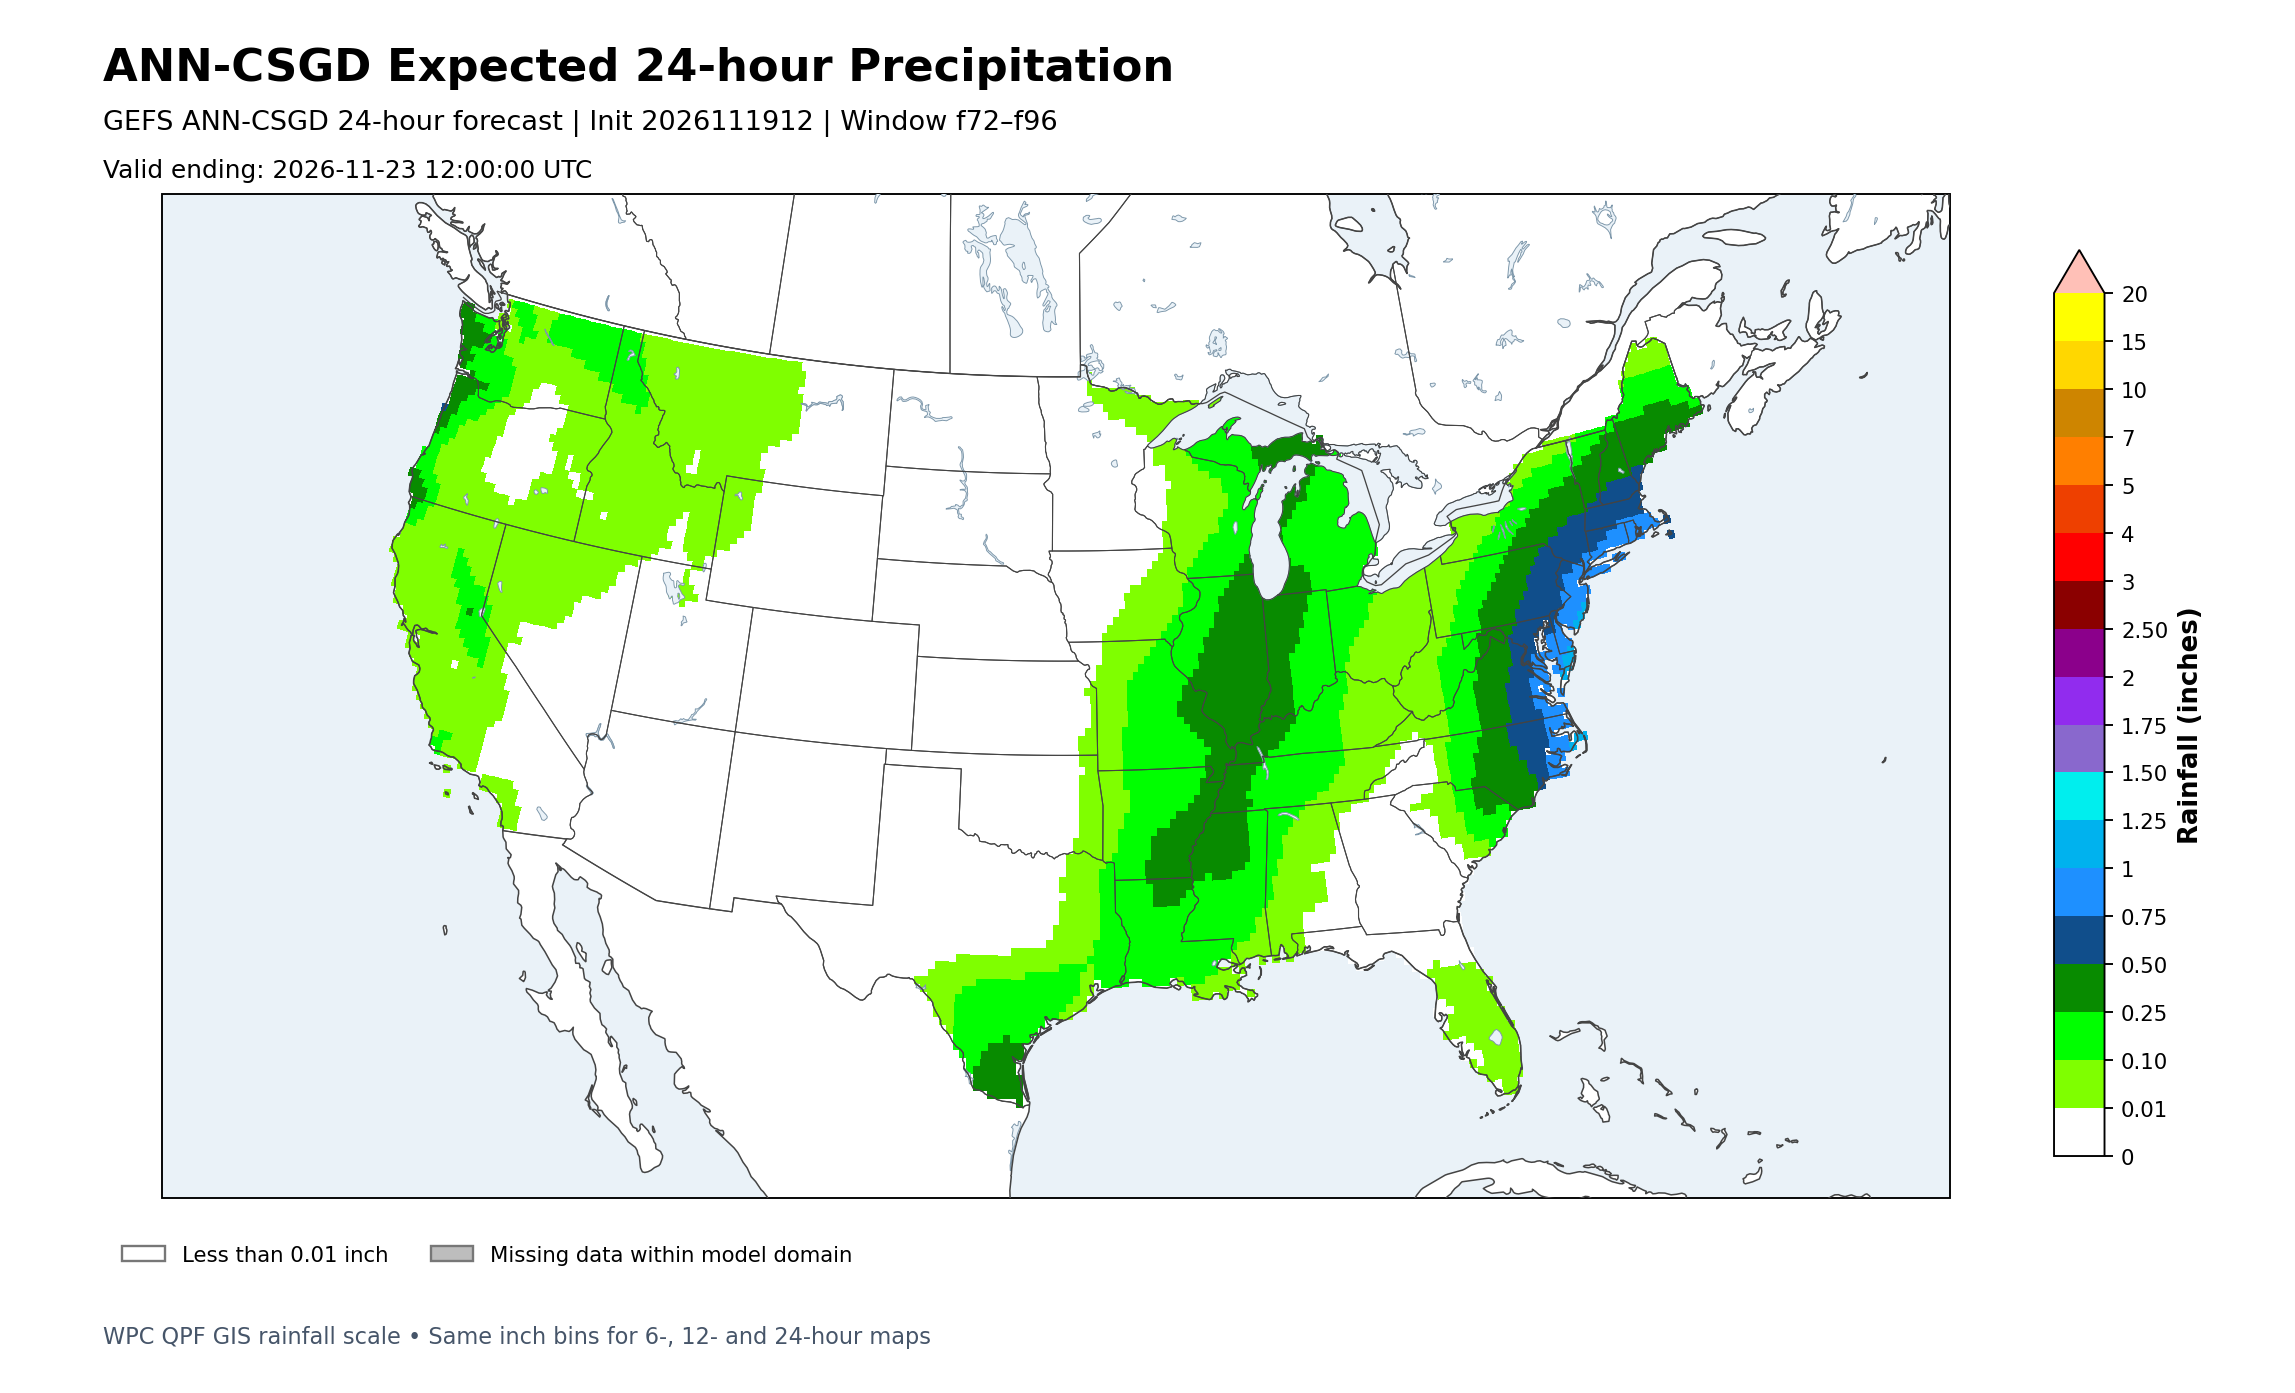 ANN-CSGD Expected 24-hour Precipitation
GEFS ANN-CSGD 24-hour forecast | Init 2026111912 | Window f72–f96
Valid ending: 2026-11-23 12:00:00 UTC
20
15
10
7
5
4
3
2.50
2
1.75
1.50
1.25
1
0.75
0.50
0.25
0.10
0.01
0
Rainfall (inches)
Less than 0.01 inch
Missing data within model domain
WPC QPF GIS rainfall scale • Same inch bins for 6-, 12- and 24-hour maps